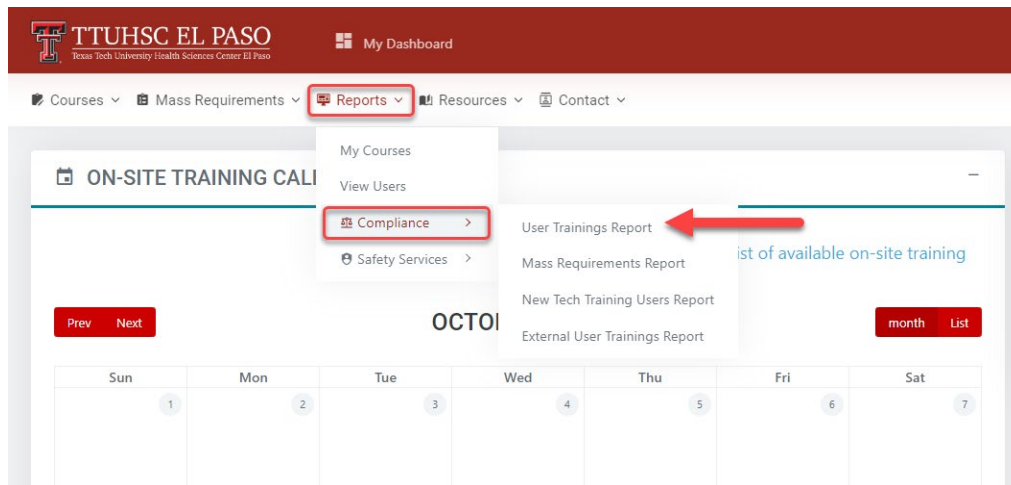 TTUHSC EL PASO
Texas Tech University Health Sciences Center El Paso
My Dashboard
Courses Mass Requirements Reports Resources Contact
My Courses
ON-SITE TRAINING CAL
View Users
Compliance
User Trainings Report
Safety Services
ist of available on-site training
Mass Requirements Report
New Tech Training Users Report
Prev Next
OCTO
month List
External User Trainings Report
Sun Mon Tue Wed Thu Fri Sat
1 2 3 4 5 6 7